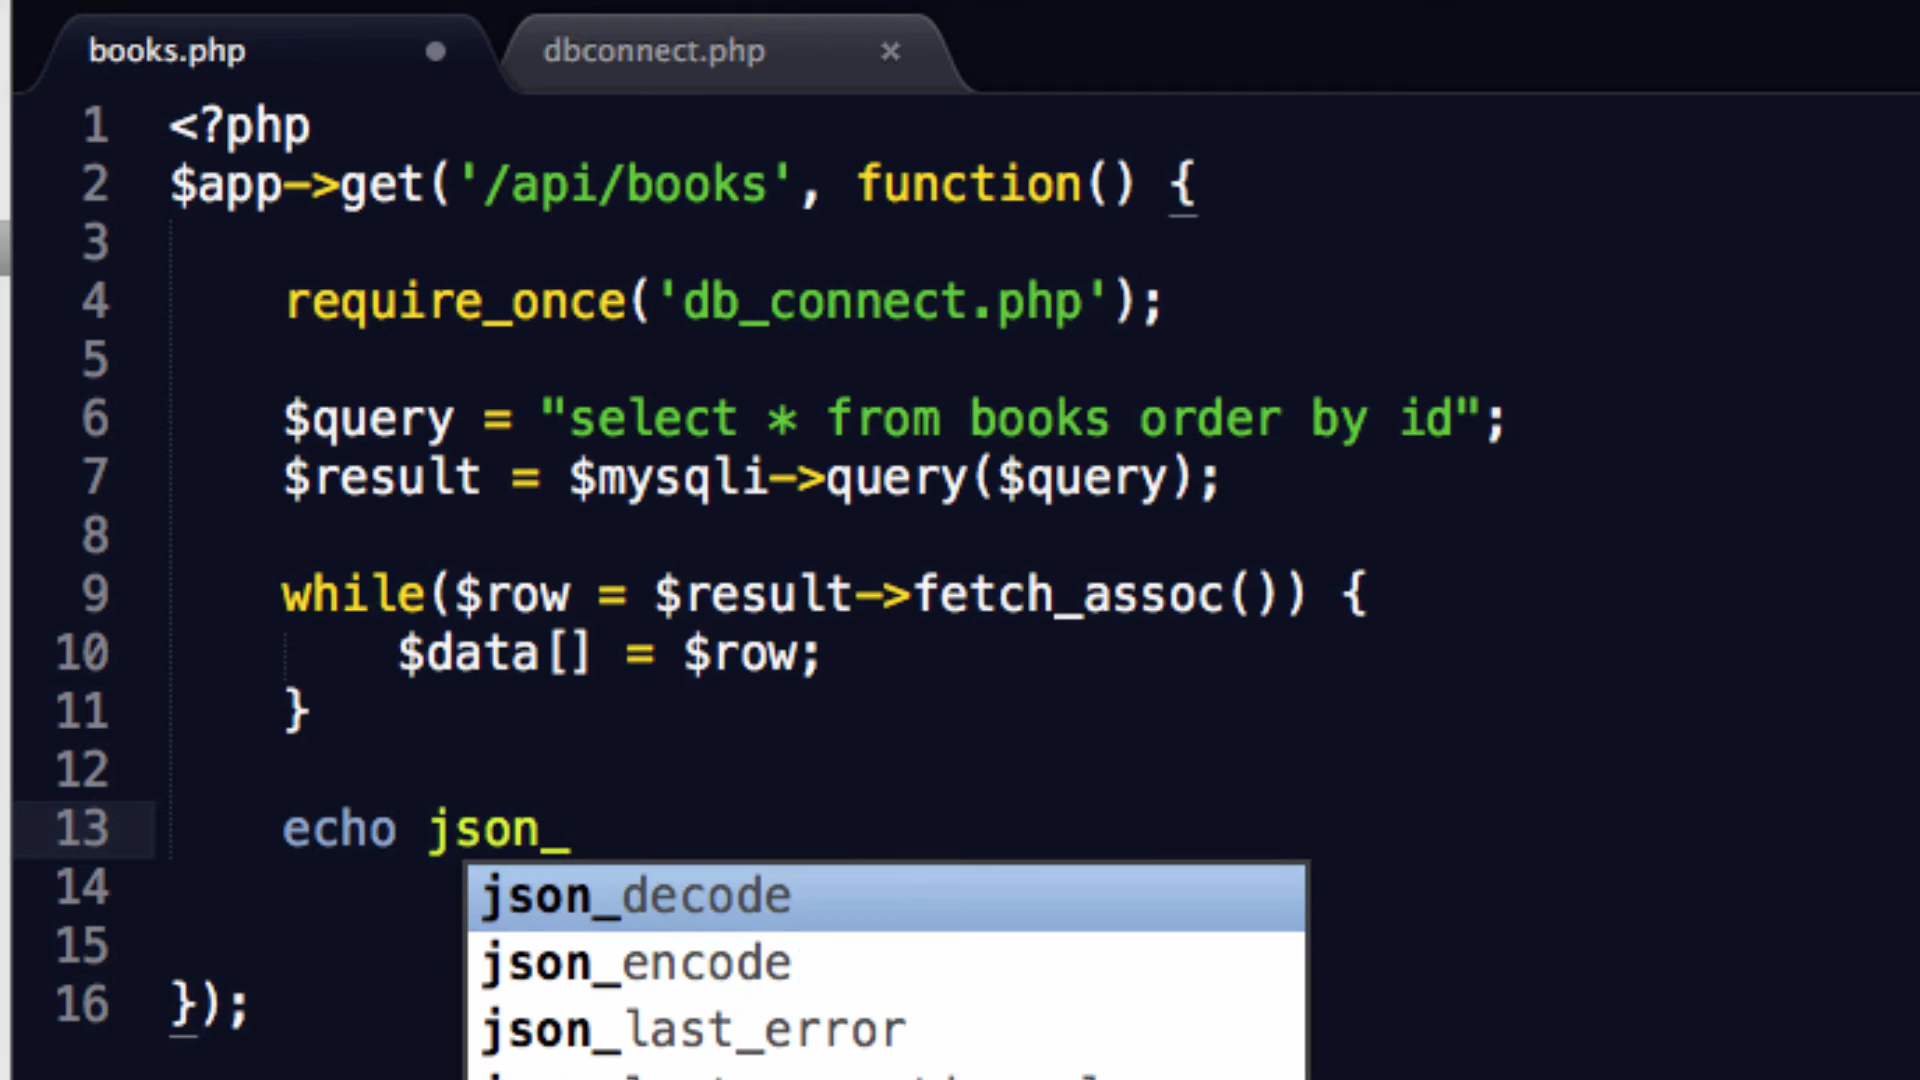 books.php
dbconnect.php ×
1 <?php
2 $app->get('/api/books', function() {
3
4 require_once('db_connect.php');
5
6 $query = "select * from books order by id";
7 $result = $mysqli->query($query);
8
9 while($row = $result->fetch_assoc()) {
10 $data[] = $row;
11 }
12
13 echo json_
json_decode
14
json_encode
15
16 });
json_last_error